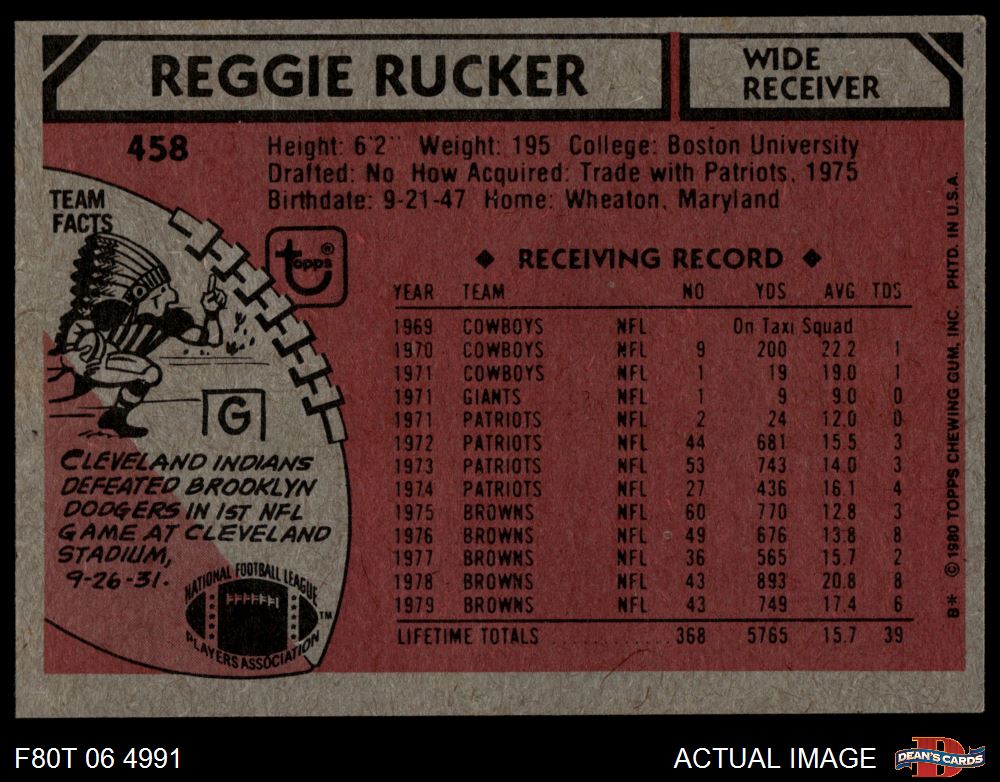 REGGIE RUCKER
WIDE
RECEIVER
458
Height: 6'2" Weight: 195 College: Boston University
Drafted: No How Acquired: Trade with Patriots, 1975
Birthdate: 9-21-47 Home: Wheaton, Maryland
TEAM
FACTS
topps®
G
CLEVELAND INDIANS
DEFEATED BROOKLYN
DODGERS IN 1ST NFL
GAME AT CLEVELAND
STADIUM,
9-26-31.
NATIONAL FOOTBALL LEAGUE
PLAYERS ASSOCIATION
TM
◆ RECEIVING RECORD ◆
YEAR TEAM NO YDS AVG TDS
1969 COWBOYS NFL On Taxi Squad
1970 COWBOYS NFL 9 200 22.2 1
1971 COWBOYS NFL 1 19 19.0 1
1971 GIANTS NFL 1 9 9.0 0
1971 PATRIOTS NFL 2 24 12.0 0
1972 PATRIOTS NFL 44 681 15.5 3
1973 PATRIOTS NFL 53 743 14.0 3
1974 PATRIOTS NFL 27 436 16.1 4
1975 BROWNS NFL 60 770 12.8 3
1976 BROWNS NFL 49 676 13.8 8
1977 BROWNS NFL 36 565 15.7 2
1978 BROWNS NFL 43 893 20.8 8
1979 BROWNS NFL 43 749 17.4 6
LIFETIME TOTALS ............ 368 5765 15.7 39
B* © 1980 TOPPS CHEWING GUM, INC. PRTD. IN U.S.A.
F80T 06 4991
ACTUAL IMAGE
D
DEAN'S CARDS